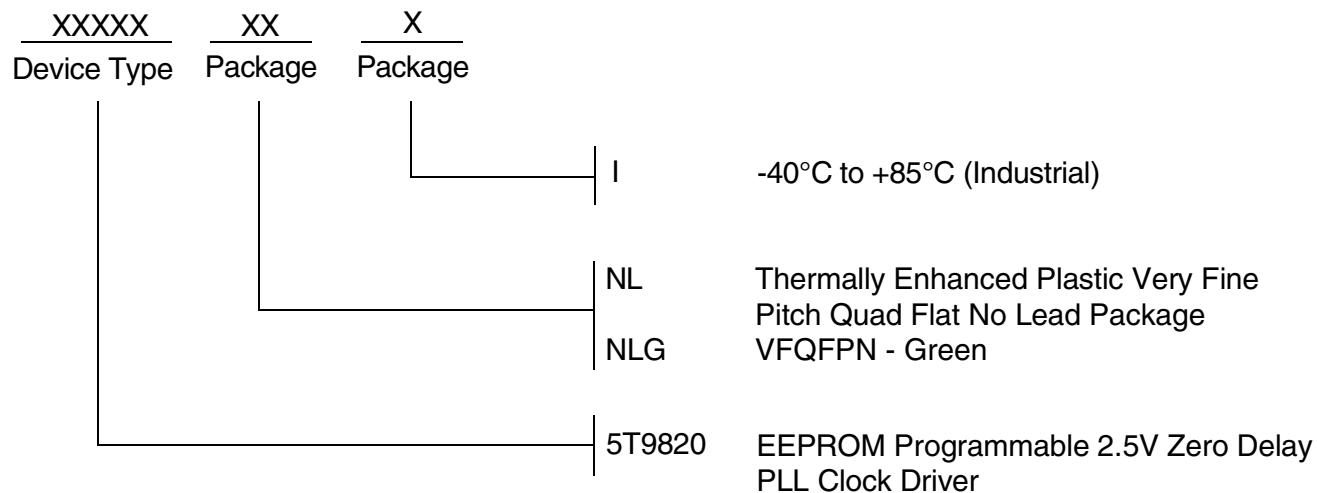 XXXXX XX X
Device Type Package Package
I -40°C to +85°C (Industrial)
NL Thermally Enhanced Plastic Very Fine
Pitch Quad Flat No Lead Package
NLG VFQFPN - Green
5T9820 EEPROM Programmable 2.5V Zero Delay
PLL Clock Driver